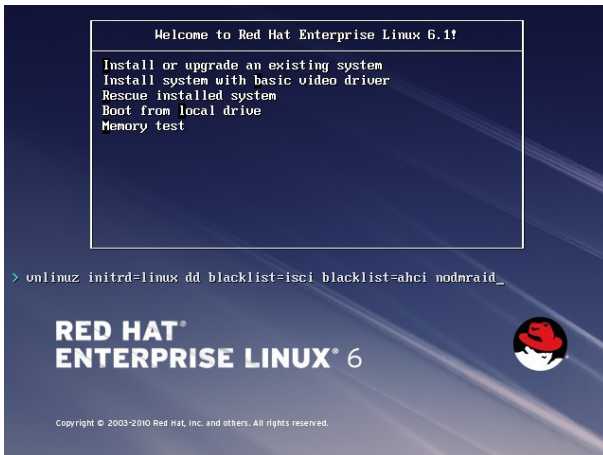 Welcome to Red Hat Enterprise Linux 6.1!
Install or upgrade an existing system
Install system with basic video driver
Rescue installed system
Boot from local drive
Memory test
> vmlinuz initrd=linux dd blacklist=isci blacklist=ahci nodmraid_
RED HAT®
ENTERPRISE LINUX® 6
Copyright © 2003-2010 Red Hat, Inc. and others. All rights reserved.